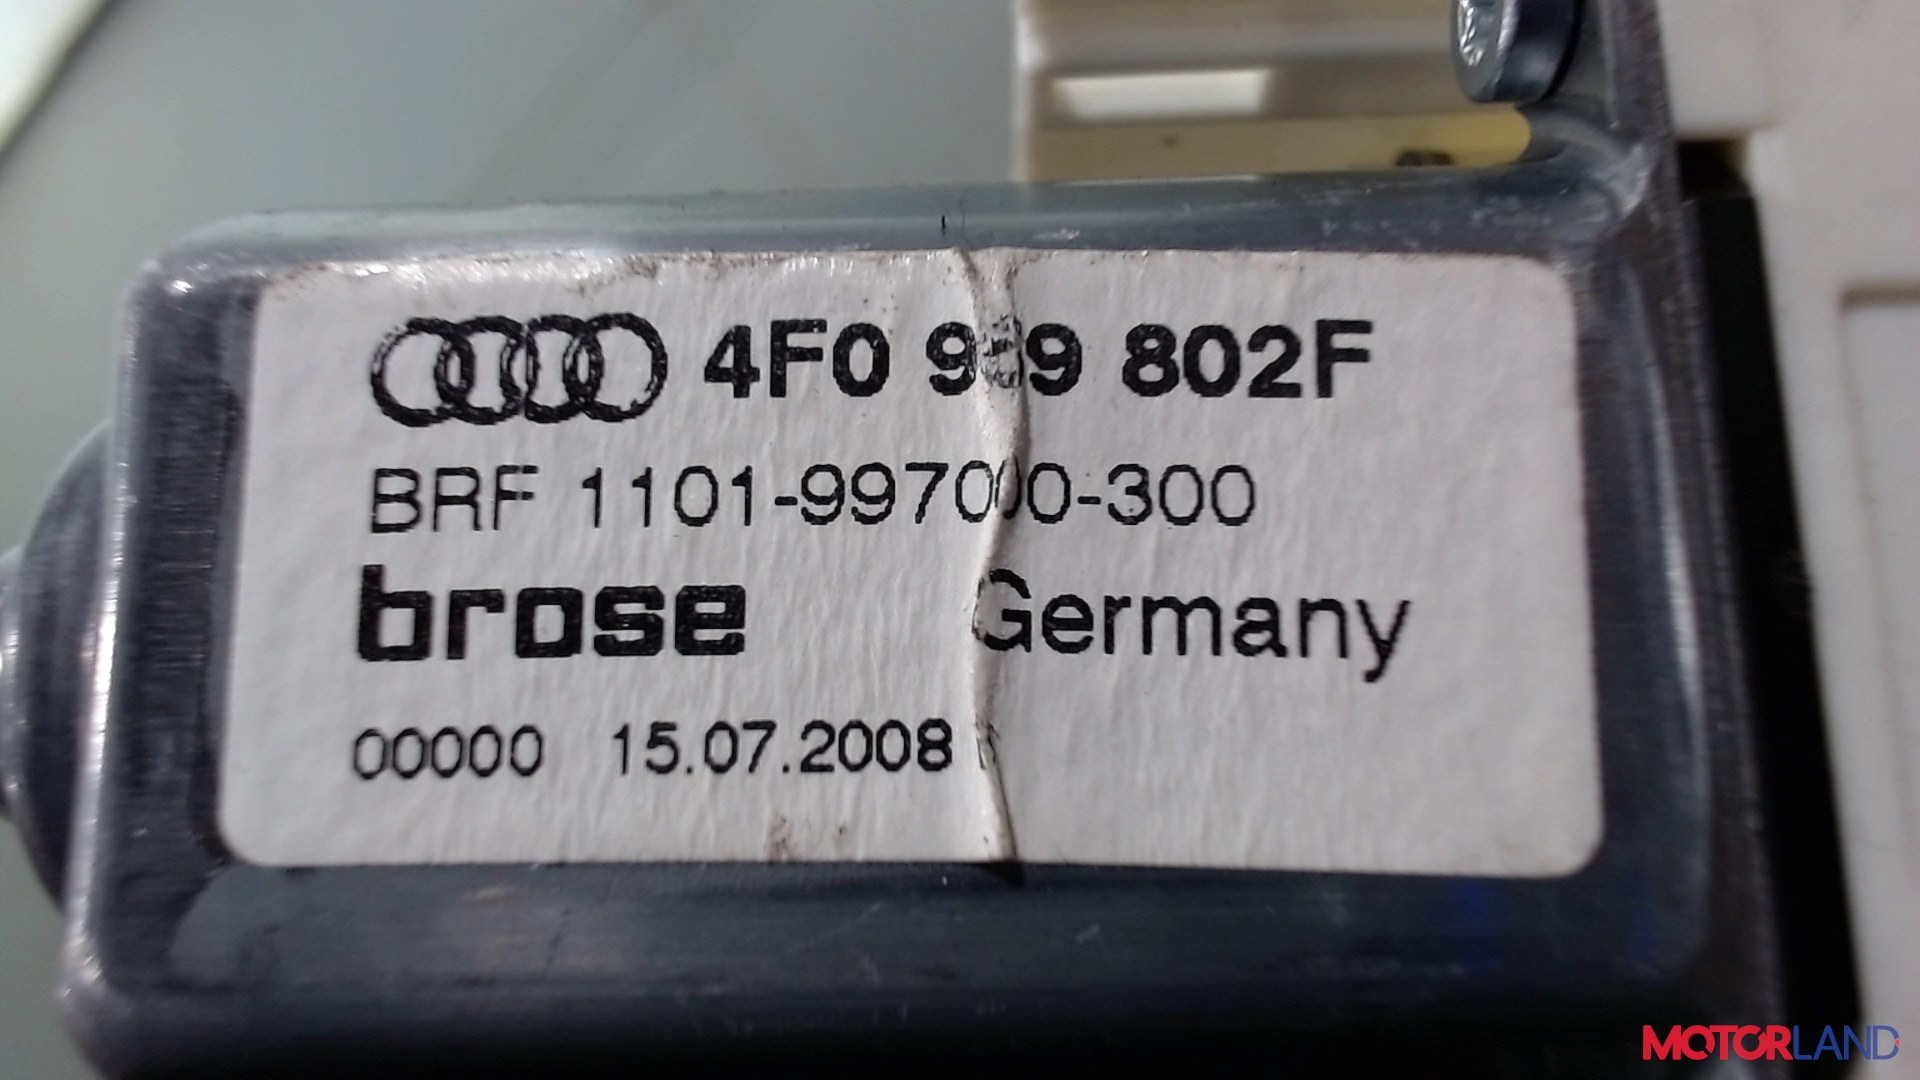 4F0 802F
BRF 1101-997000-300
brose Germany
00000 15.07.2008
MOTORLAND